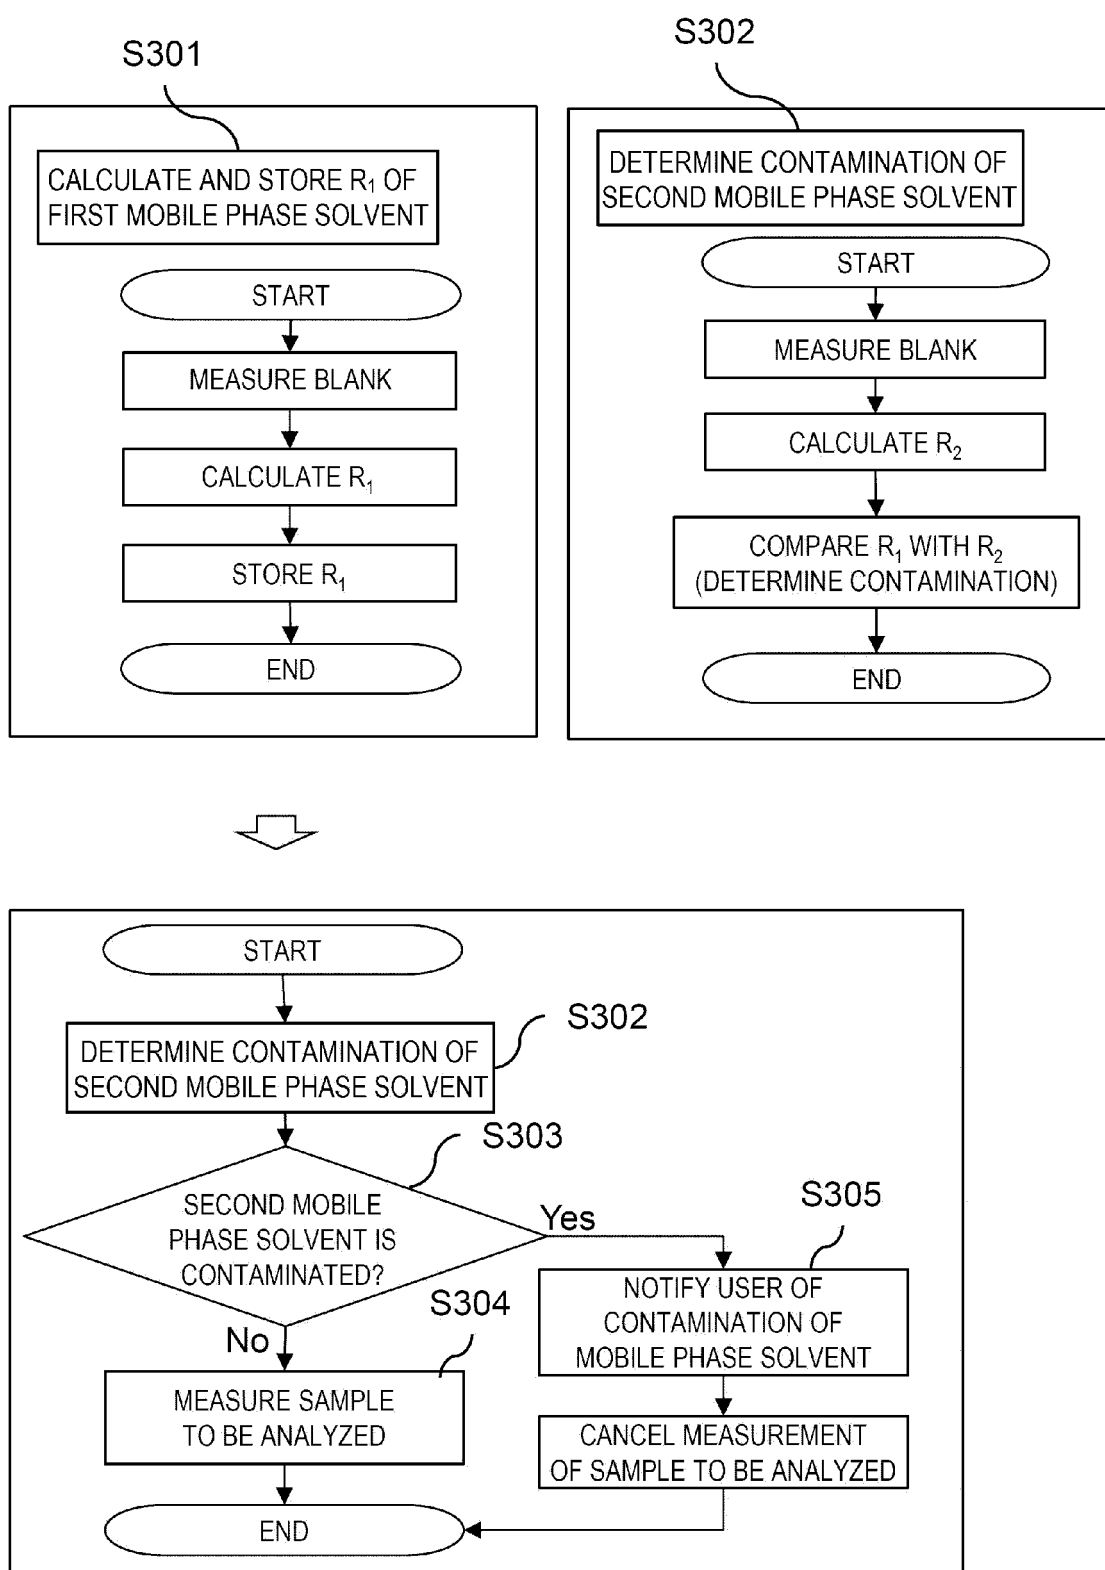 S301
CALCULATE AND STORE R1 OF
FIRST MOBILE PHASE SOLVENT
START
MEASURE BLANK
CALCULATE R1
STORE R1
END
S302
DETERMINE CONTAMINATION OF
SECOND MOBILE PHASE SOLVENT
START
MEASURE BLANK
CALCULATE R2
COMPARE R1 WITH R2
(DETERMINE CONTAMINATION)
END
START
S302
DETERMINE CONTAMINATION OF
SECOND MOBILE PHASE SOLVENT
S303
SECOND MOBILE
PHASE SOLVENT IS
CONTAMINATED?
Yes
No
S304
MEASURE SAMPLE
TO BE ANALYZED
S305
NOTIFY USER OF
CONTAMINATION OF
MOBILE PHASE SOLVENT
CANCEL MEASUREMENT
OF SAMPLE TO BE ANALYZED
END